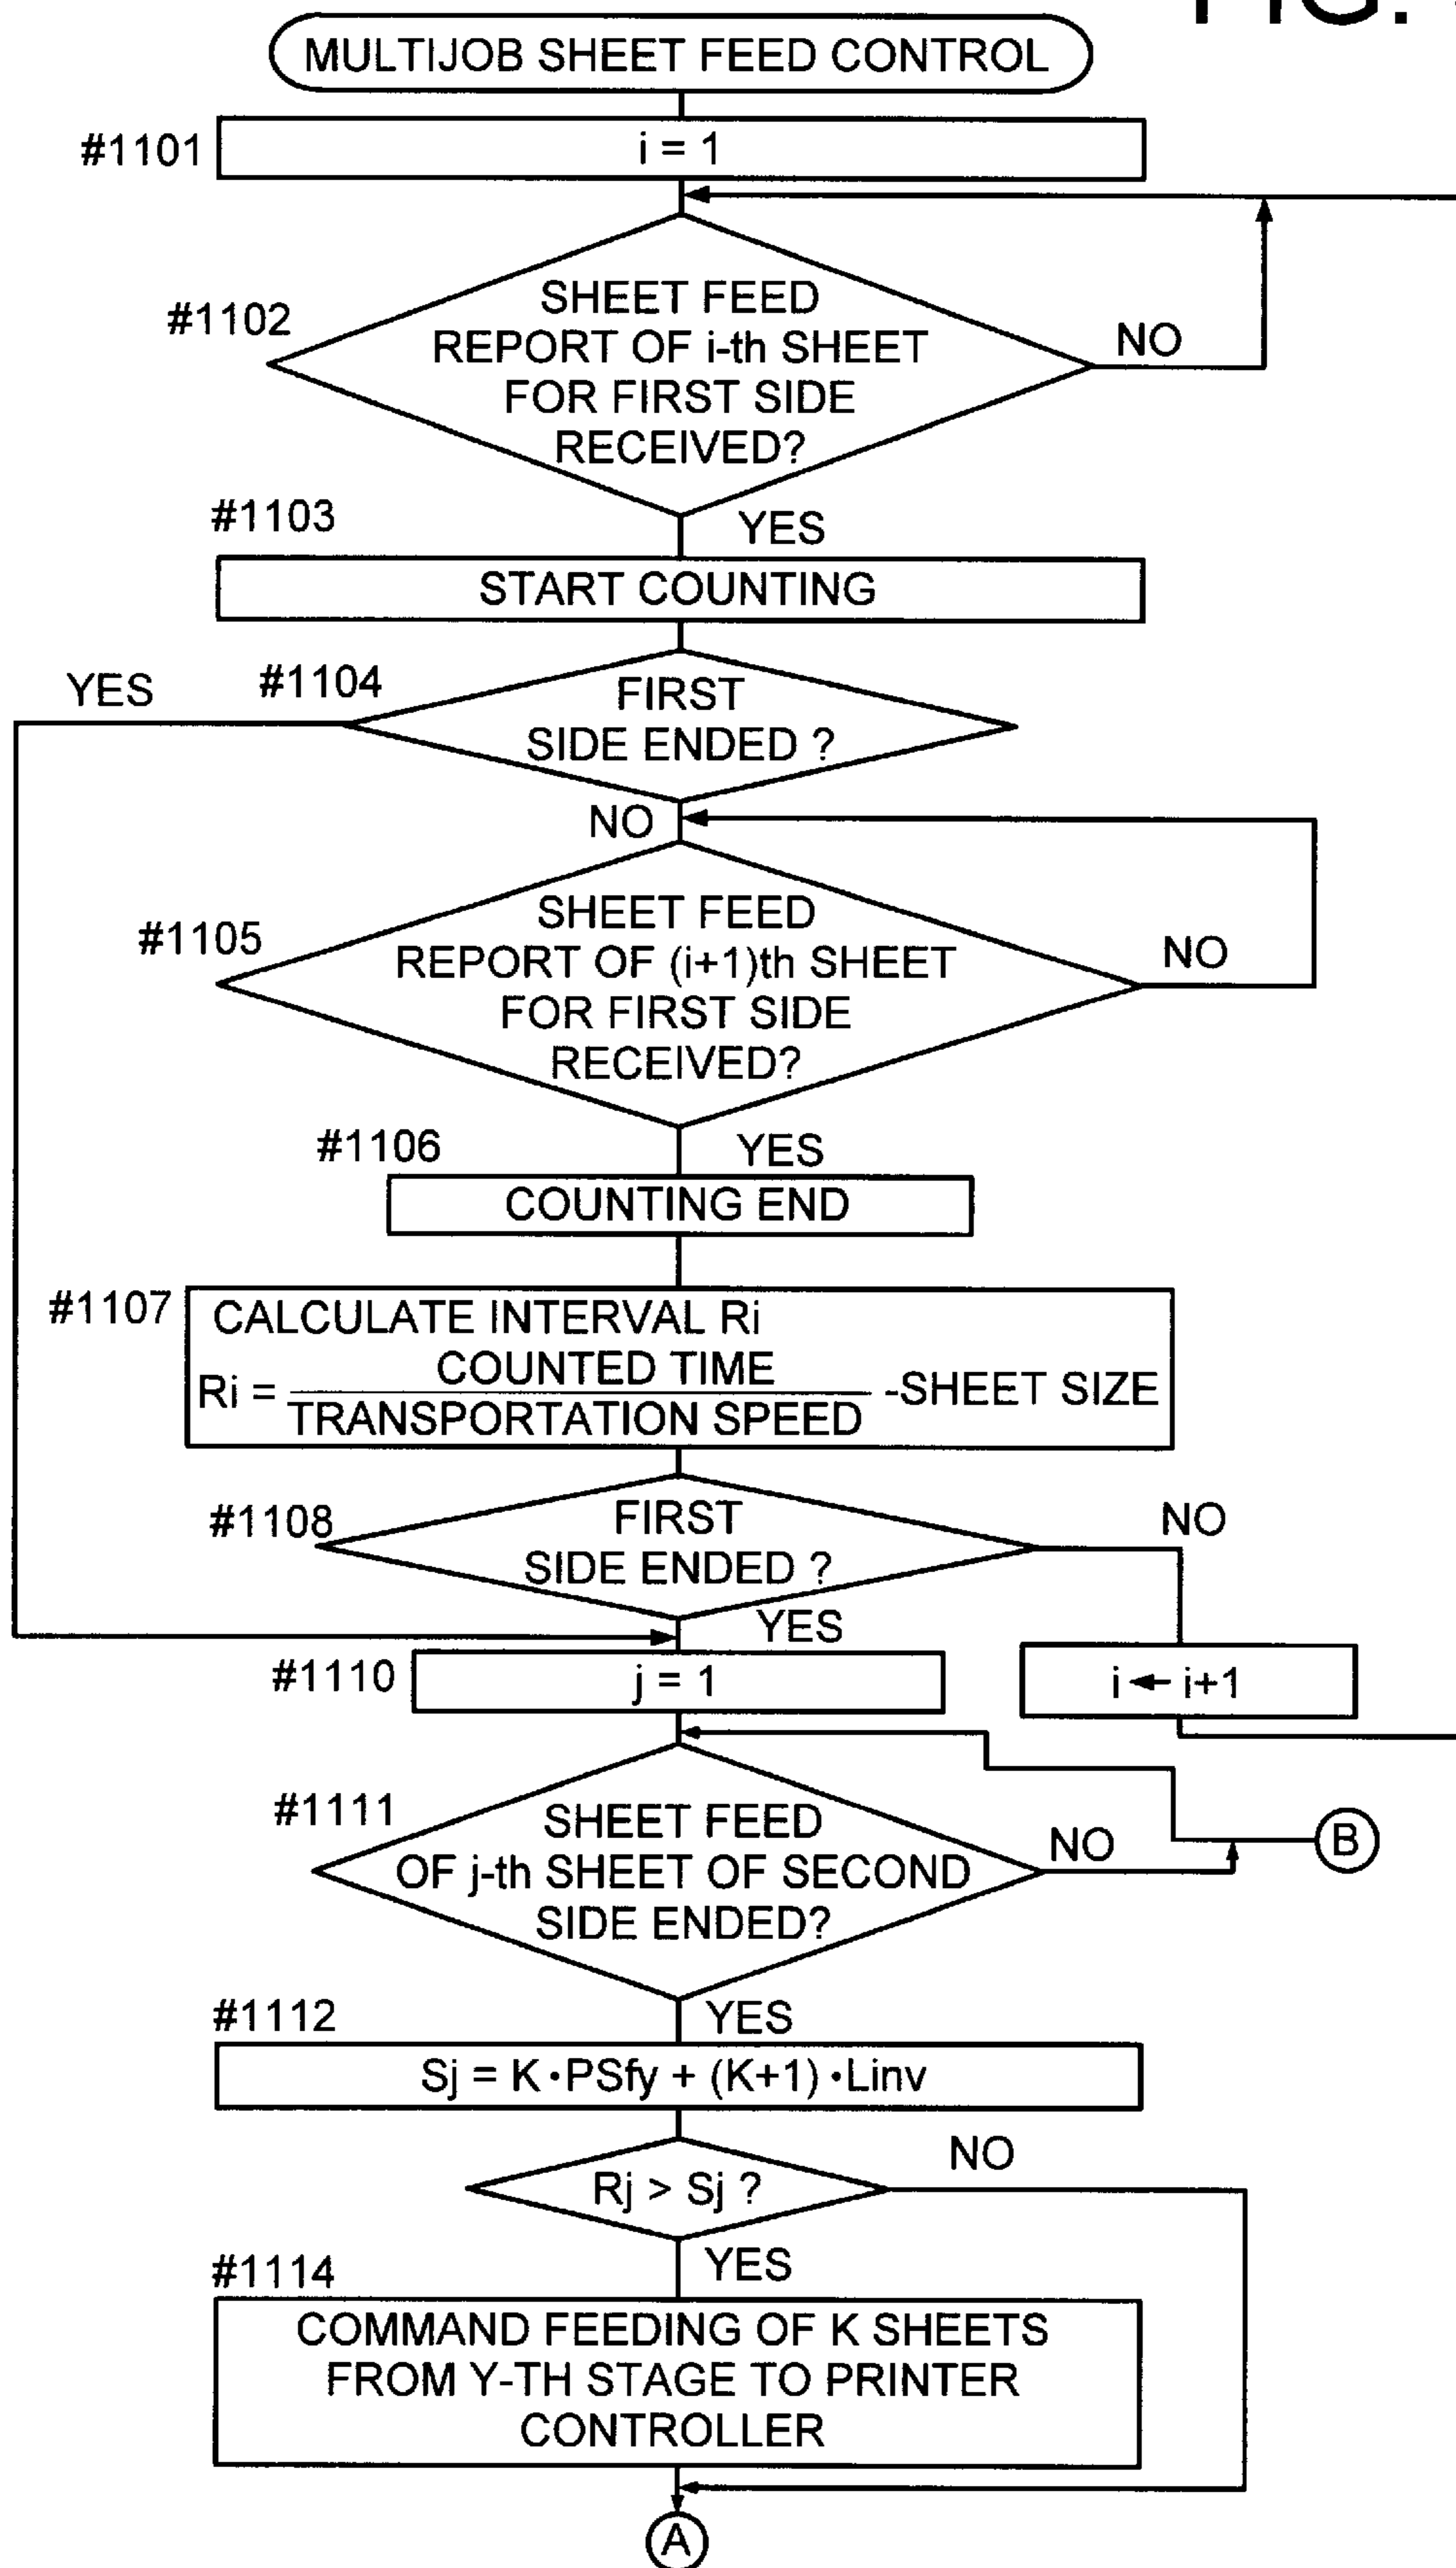 FIG.
MULTIJOB SHEET FEED CONTROL
#1101
i = 1
#1102
SHEET FEED
REPORT OF i-th SHEET
FOR FIRST SIDE
RECEIVED?
NO
#1103
YES
START COUNTING
YES
#1104
FIRST
SIDE ENDED ?
NO
#1105
SHEET FEED
REPORT OF (i+1)th SHEET
FOR FIRST SIDE
RECEIVED?
NO
#1106
YES
COUNTING END
#1107
CALCULATE INTERVAL Ri
Ri = COUNTED TIME / TRANSPORTATION SPEED -SHEET SIZE
#1108
FIRST
SIDE ENDED ?
NO
YES
#1110
j = 1
i ← i+1
#1111
SHEET FEED
OF j-th SHEET OF SECOND
SIDE ENDED?
NO
B
#1112
YES
Sj = K •PSfy + (K+1) •Linv
Rj > Sj ?
NO
YES
#1114
COMMAND FEEDING OF K SHEETS
FROM Y-TH STAGE TO PRINTER
CONTROLLER
A